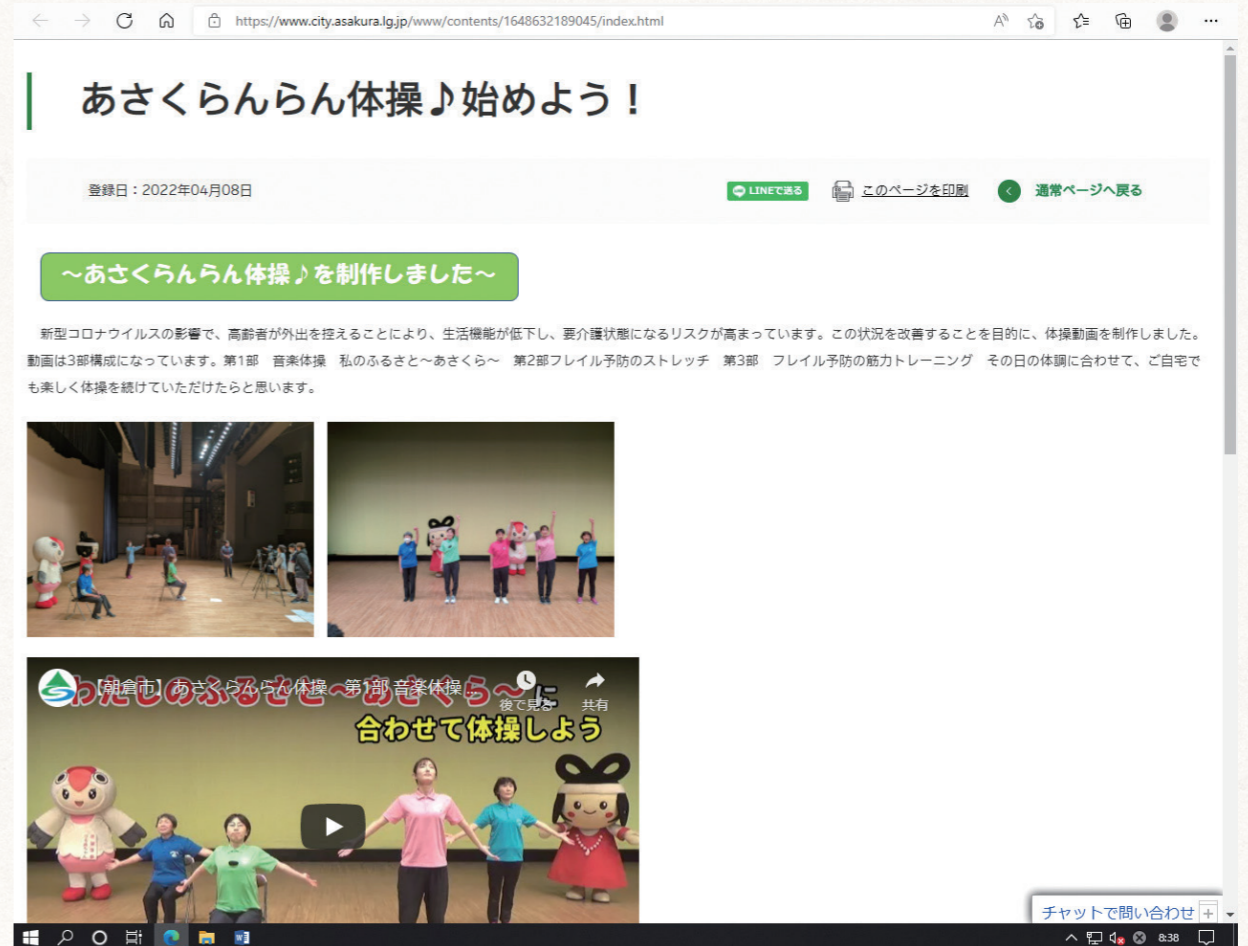 https://www.city.asakura.lg.jp/www/contents/1648632189045/index.html
あさくらんらん体操♪始めよう！
登録日：2022年04月08日
LINEで送る
このページを印刷
通常ページへ戻る
～あさくらんらん体操♪を制作しました～
新型コロナウイルスの影響で、高齢者が外出を控えることにより、生活機能が低下し、要介護状態になるリスクが高まっています。この状況を改善することを目的に、体操動画を制作しました。
動画は3部構成になっています。第1部　音楽体操　私のふるさと～あさくら～　第2部フレイル予防のストレッチ　第3部　フレイル予防の筋力トレーニング　その日の体調に合わせて、ご自宅で
も楽しく体操を続けていただけたらと思います。
【朝倉市】あさくらんらん体操　第1部 音楽体操 ...
後で見る
共有
わたしのふるさと～あさくら～に
合わせて体操しよう
チャットで問い合わせ
8:38